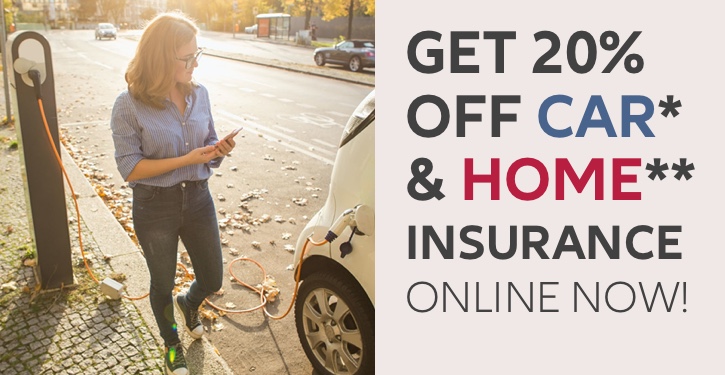 GET 20%
OFF CAR*
& HOME**
INSURANCE
ONLINE NOW!